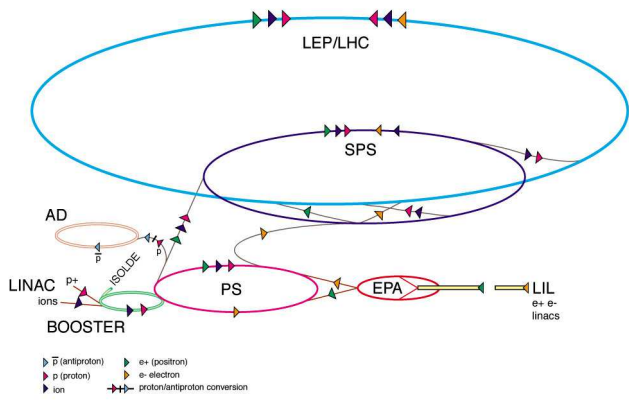 LEP/LHC
SPS
AD
p̅
p
ISOLDE
LINAC
p+
ions
BOOSTER
PS
EPA
LIL
e+ e-
linacs
p̅ (antiproton)
p (proton)
ion
e+ (positron)
e- electron
proton/antiproton conversion